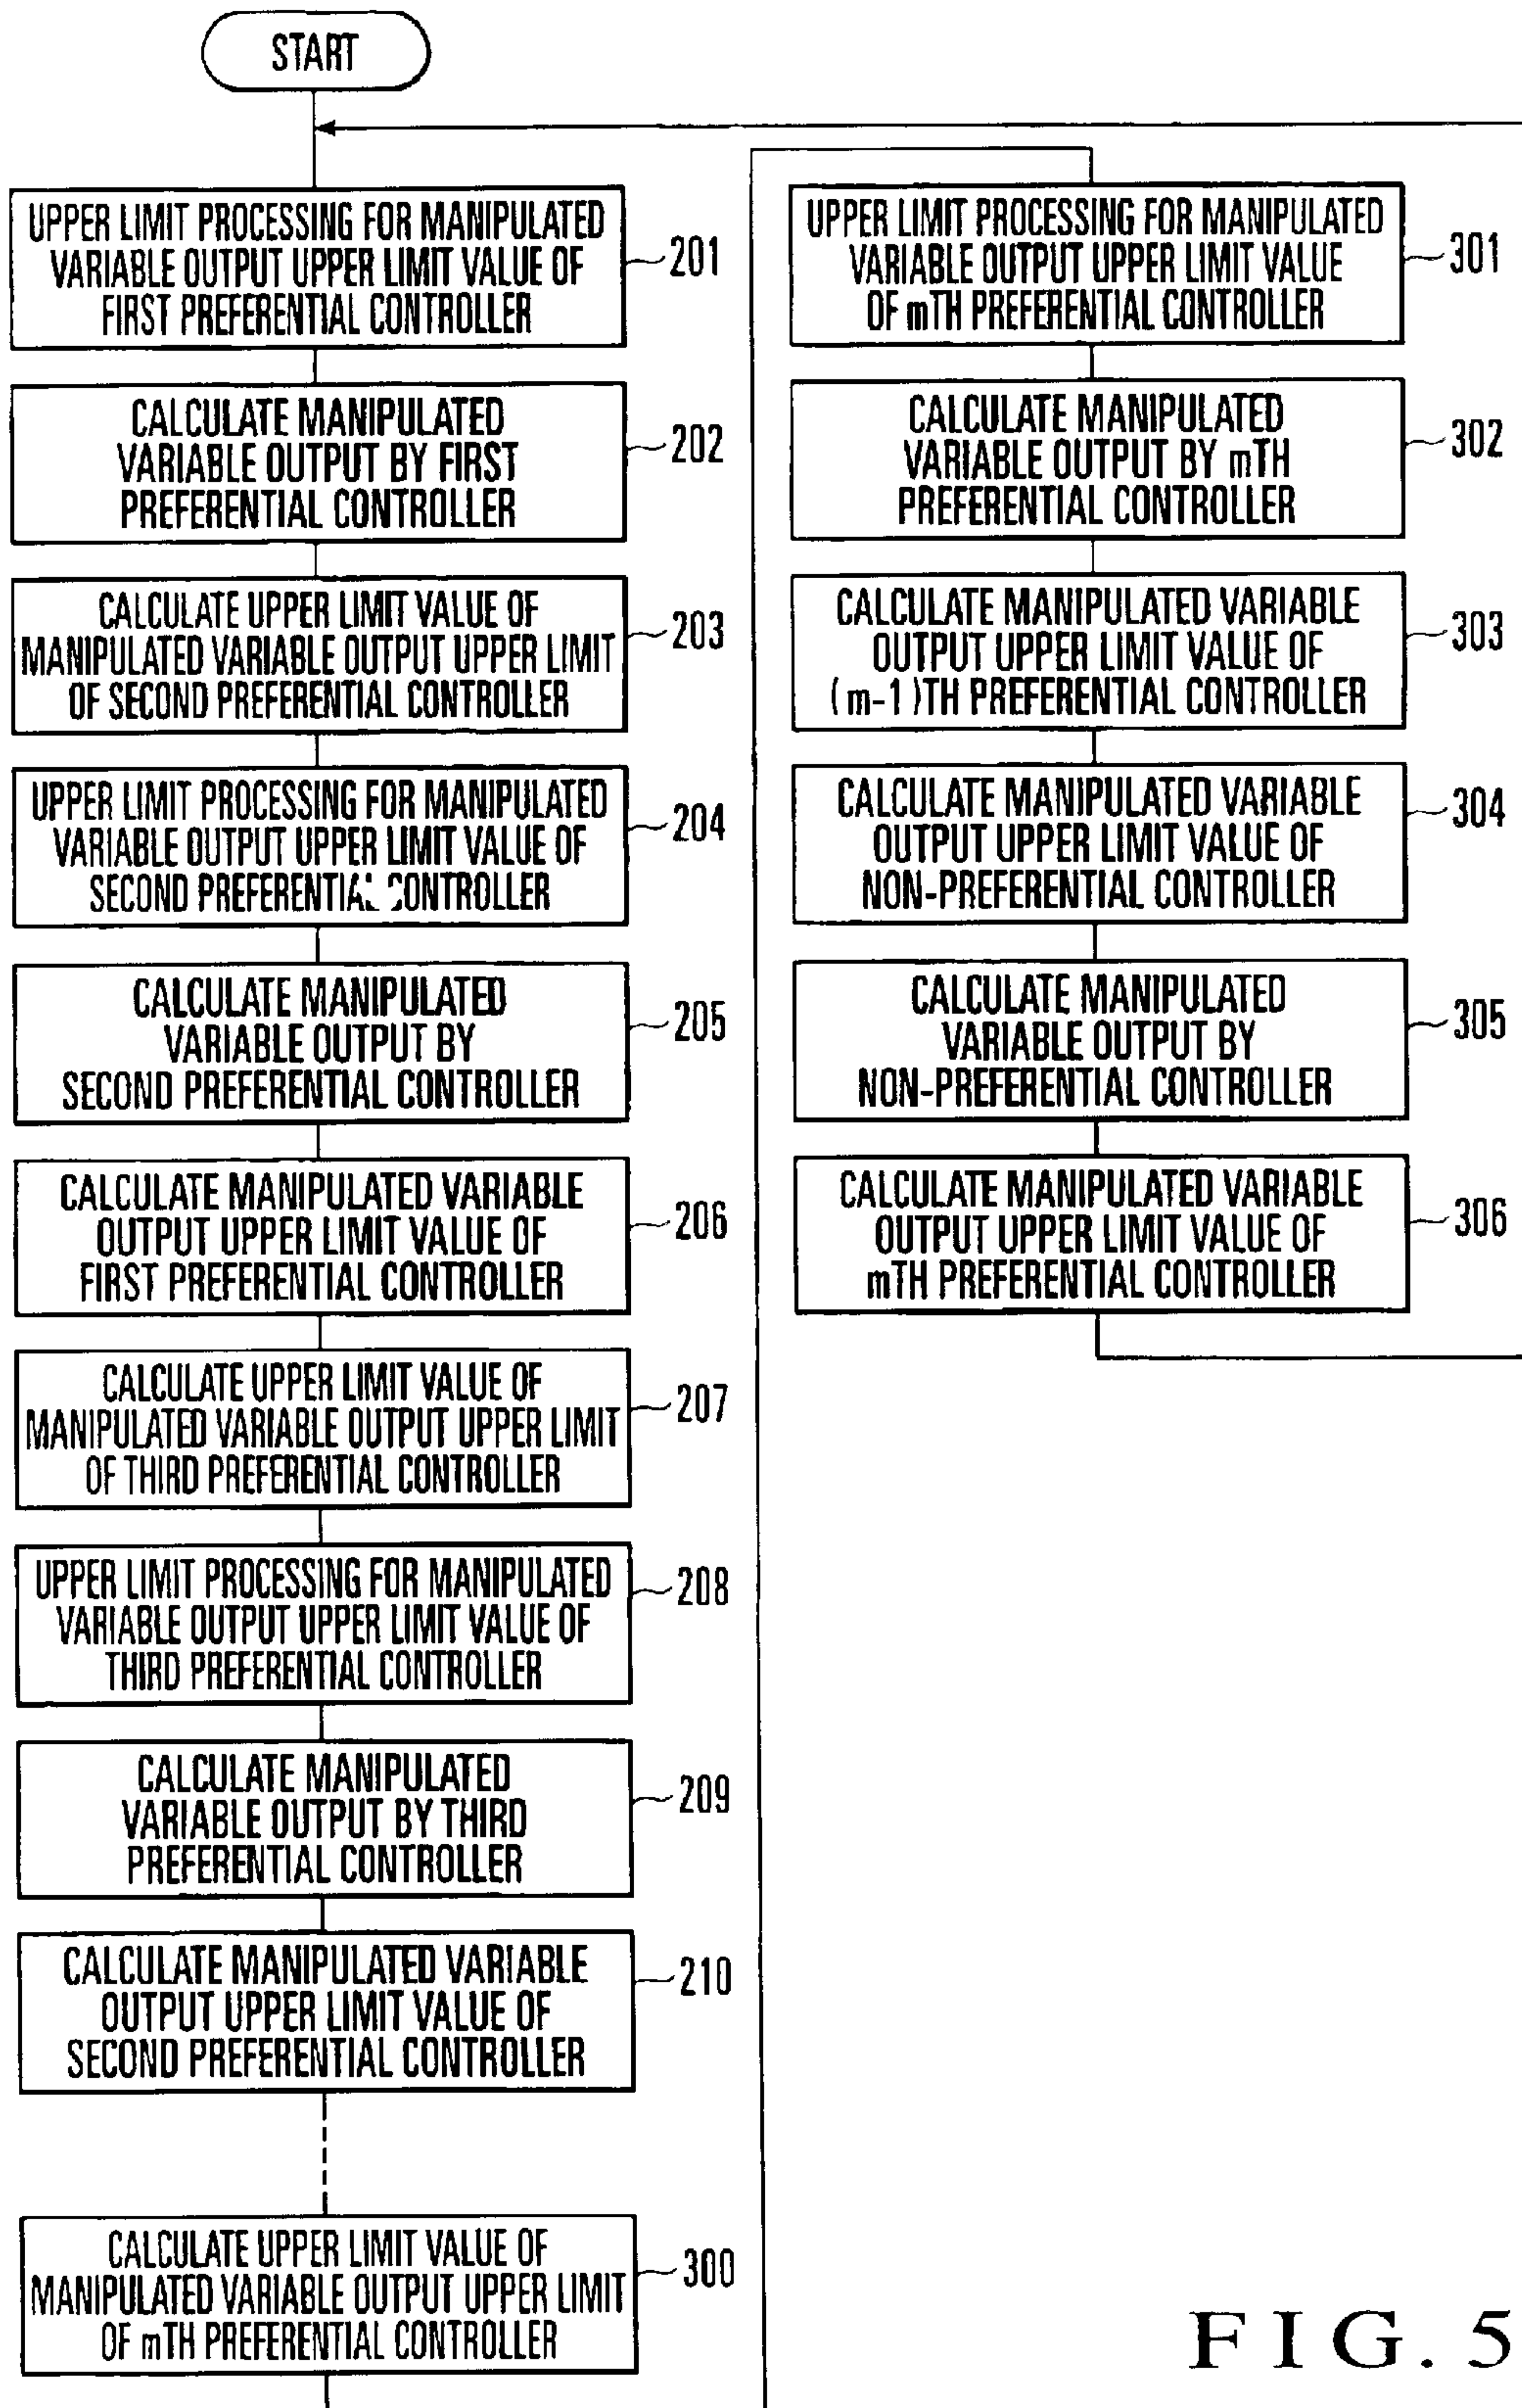 START
UPPER LIMIT PROCESSING FOR MANIPULATED
VARIABLE OUTPUT UPPER LIMIT VALUE OF
FIRST PREFERENTIAL CONTROLLER
201
CALCULATE MANIPULATED
VARIABLE OUTPUT BY FIRST
PREFERENTIAL CONTROLLER
202
CALCULATE UPPER LIMIT VALUE OF
MANIPULATED VARIABLE OUTPUT UPPER LIMIT
OF SECOND PREFERENTIAL CONTROLLER
203
UPPER LIMIT PROCESSING FOR MANIPULATED
VARIABLE OUTPUT UPPER LIMIT VALUE OF
SECOND PREFERENTIAL CONTROLLER
204
CALCULATE MANIPULATED
VARIABLE OUTPUT BY
SECOND PREFERENTIAL CONTROLLER
205
CALCULATE MANIPULATED VARIABLE
OUTPUT UPPER LIMIT VALUE OF
FIRST PREFERENTIAL CONTROLLER
206
CALCULATE UPPER LIMIT VALUE OF
MANIPULATED VARIABLE OUTPUT UPPER LIMIT
OF THIRD PREFERENTIAL CONTROLLER
207
UPPER LIMIT PROCESSING FOR MANIPULATED
VARIABLE OUTPUT UPPER LIMIT VALUE OF
THIRD PREFERENTIAL CONTROLLER
208
CALCULATE MANIPULATED
VARIABLE OUTPUT BY THIRD
PREFERENTIAL CONTROLLER
209
CALCULATE MANIPULATED VARIABLE
OUTPUT UPPER LIMIT VALUE OF
SECOND PREFERENTIAL CONTROLLER
210
CALCULATE UPPER LIMIT VALUE OF
MANIPULATED VARIABLE OUTPUT UPPER LIMIT
OF mTH PREFERENTIAL CONTROLLER
300
UPPER LIMIT PROCESSING FOR MANIPULATED
VARIABLE OUTPUT UPPER LIMIT VALUE
OF mTH PREFERENTIAL CONTROLLER
301
CALCULATE MANIPULATED
VARIABLE OUTPUT BY mTH
PREFERENTIAL CONTROLLER
302
CALCULATE MANIPULATED VARIABLE
OUTPUT UPPER LIMIT VALUE OF
(m-1)TH PREFERENTIAL CONTROLLER
303
CALCULATE MANIPULATED VARIABLE
OUTPUT UPPER LIMIT VALUE OF
NON-PREFERENTIAL CONTROLLER
304
CALCULATE MANIPULATED
VARIABLE OUTPUT BY
NON-PREFERENTIAL CONTROLLER
305
CALCULATE MANIPULATED VARIABLE
OUTPUT UPPER LIMIT VALUE OF
mTH PREFERENTIAL CONTROLLER
306
FIG. 5